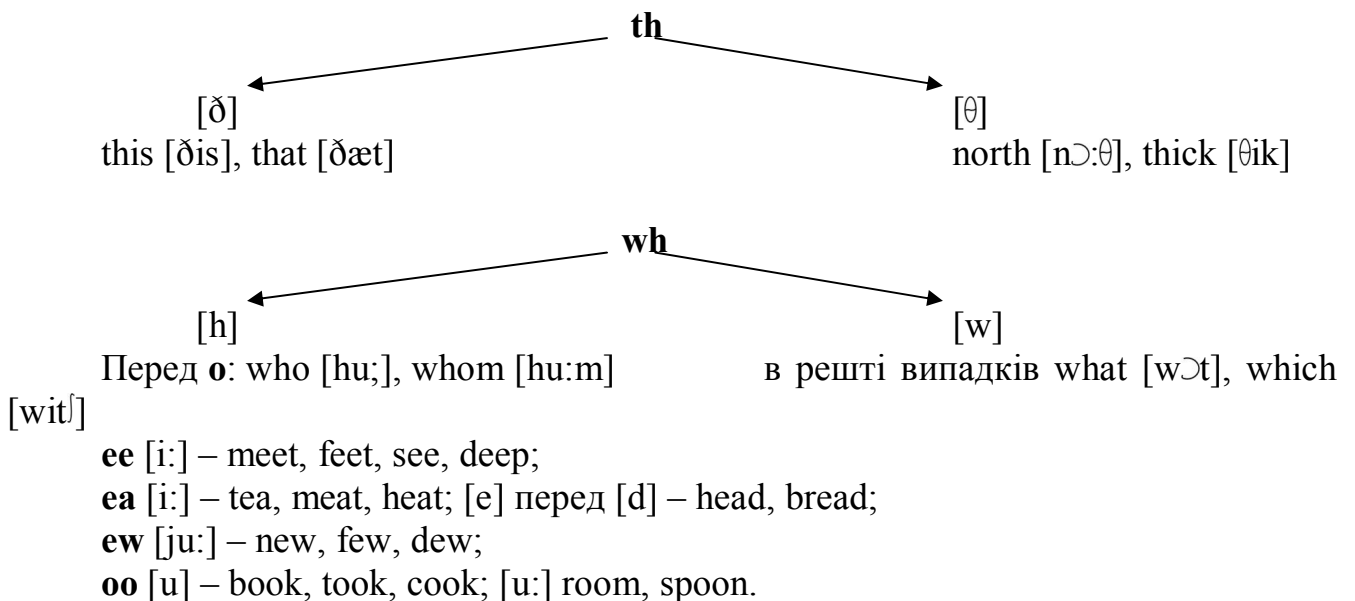 th
[ð] [θ]
this [ðis], that [ðæt] north [nɔ:θ], thick [θik]
wh
[h] [w]
Перед о: who [hu;], whom [hu:m] в решті випадків what [wɔt], which
[witʃ]
ee [i:] – meet, feet, see, deep;
ea [i:] – tea, meat, heat; [e] перед [d] – head, bread;
ew [ju:] – new, few, dew;
oo [u] – book, took, cook; [u:] room, spoon.